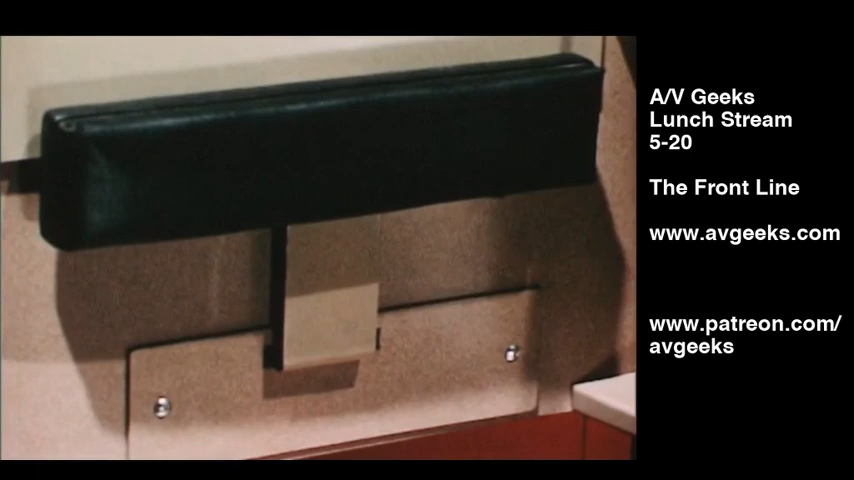 A/V Geeks
Lunch Stream
5-20
The Front Line
www.avgeeks.com
www.patreon.com/
avgeeks